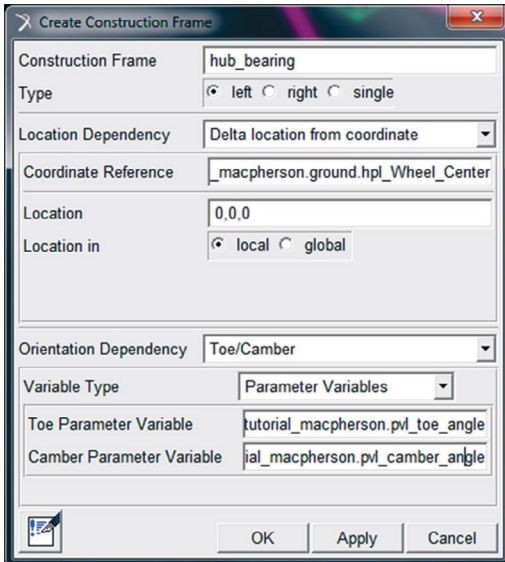 Create Construction Frame
Construction Frame hub_bearing
Type left right single
Location Dependency Delta location from coordinate
Coordinate Reference _macpherson.ground.hpl_Wheel_Center
Location 0,0,0
Location in local global
Orientation Dependency Toe/Camber
Variable Type Parameter Variables
Toe Parameter Variable tutorial_macpherson.pvl_toe_angle
Camber Parameter Variable ial_macpherson.pvl_camber_angle
OK Apply Cancel